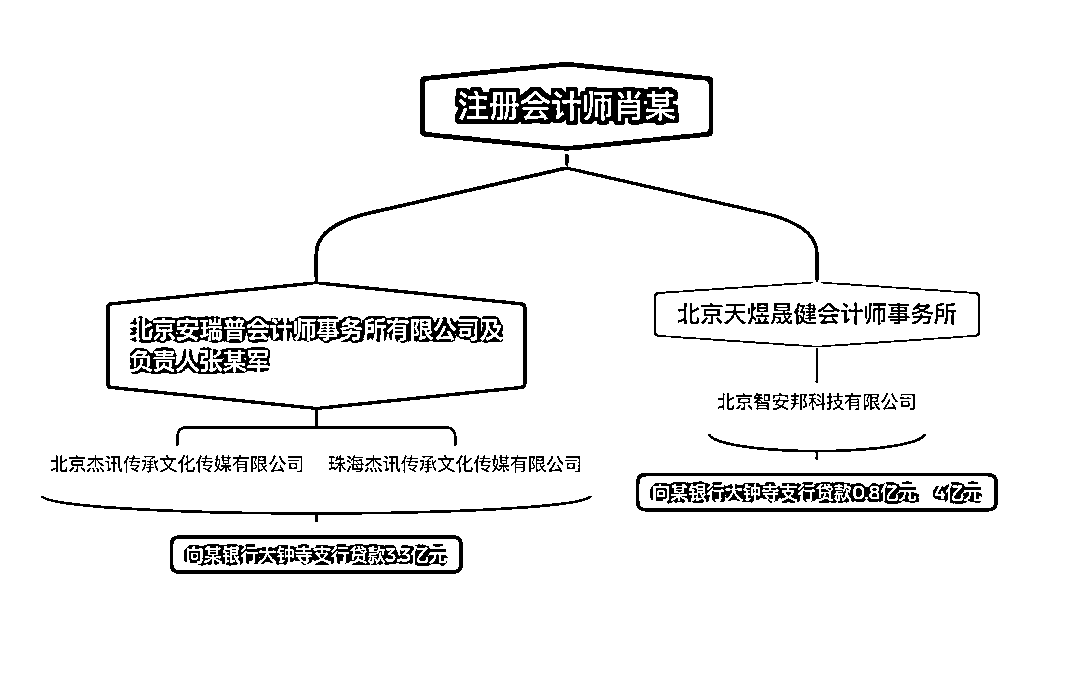 注册会计师肖某
北京安瑞普会计师事务所有限公司及
负责人张某军
北京天煜晟健会计师事务所
北京智安邦科技有限公司
北京杰讯传承文化传媒有限公司
珠海杰讯传承文化传媒有限公司
向某银行大钟寺支行贷款0.8亿元、4亿元
向某银行大钟寺支行贷款3.3亿元